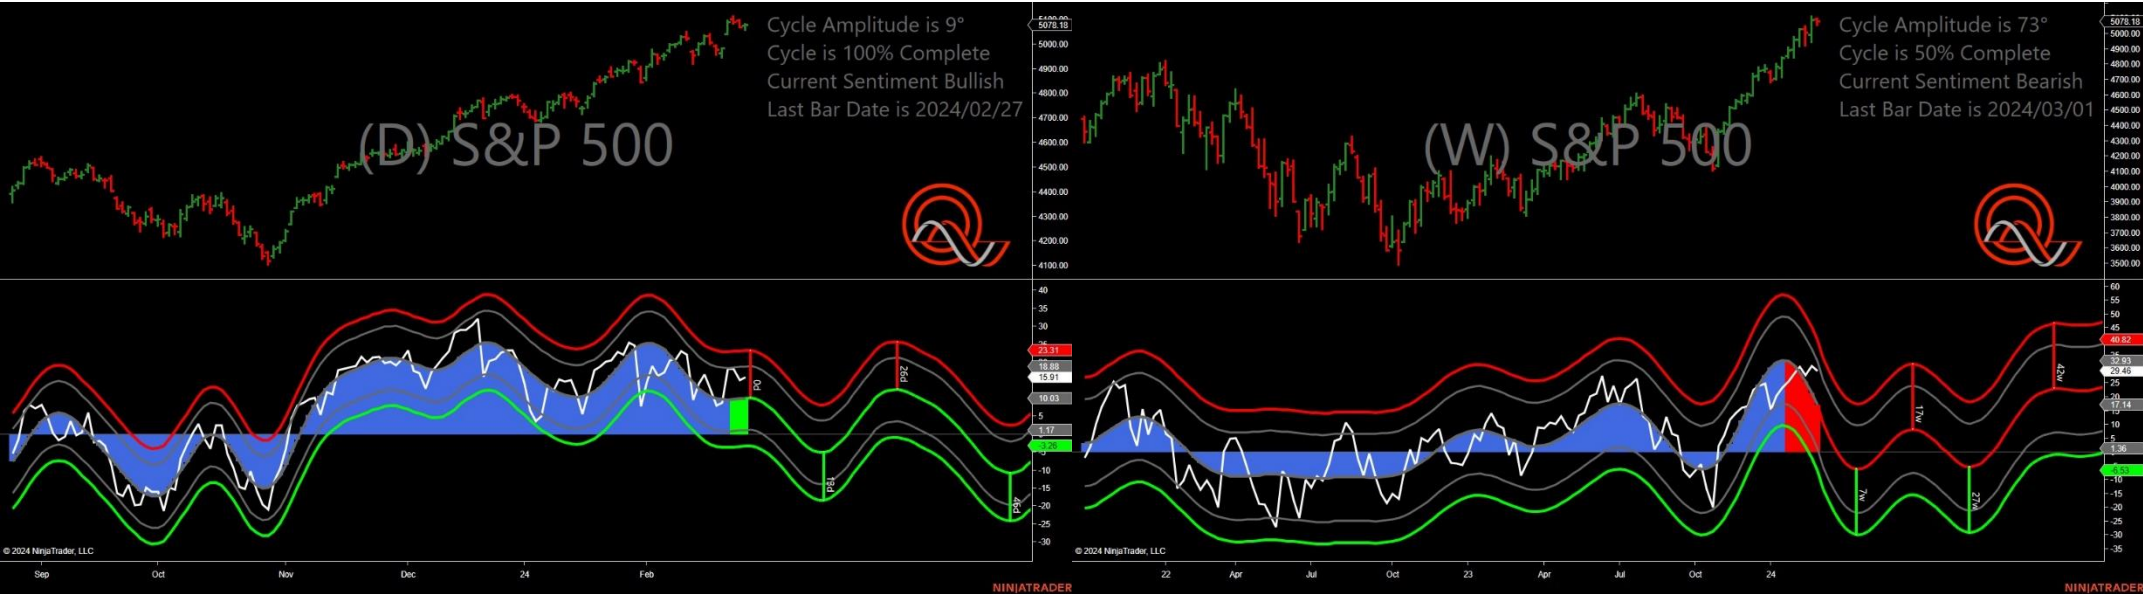 Cycle Amplitude is 9°
Cycle is 100% Complete
Current Sentiment Bullish
Last Bar Date is 2024/02/27
(D) S&P 500
5078.18
5000.00
4900.00
4800.00
4700.00
4600.00
4500.00
4400.00
4300.00
4200.00
4100.00
40
35
30
25
23.31
18.88
15.91
10.03
5
1.17
-3.26
-10
-15
-20
-25
-30
0d
26d
46d
© 2024 NinjaTrader, LLC
Sep
Oct
Nov
Dec
24
Feb
NINJATRADER
Cycle Amplitude is 73°
Cycle is 50% Complete
Current Sentiment Bearish
Last Bar Date is 2024/03/01
(W) S&P 500
5078.18
5000.00
4900.00
4800.00
4700.00
4600.00
4500.00
4400.00
4300.00
4200.00
4100.00
4000.00
3900.00
3800.00
3700.00
3600.00
3500.00
60
55
50
45
40.82
32.93
29.46
25
20
17.14
10
5
1.36
-6.53
-10
-15
-20
-25
-30
-35
7w
17w
27w
42w
© 2024 NinjaTrader, LLC
22
Apr
Jul
Oct
23
Apr
Jul
Oct
24
NINJATRADER